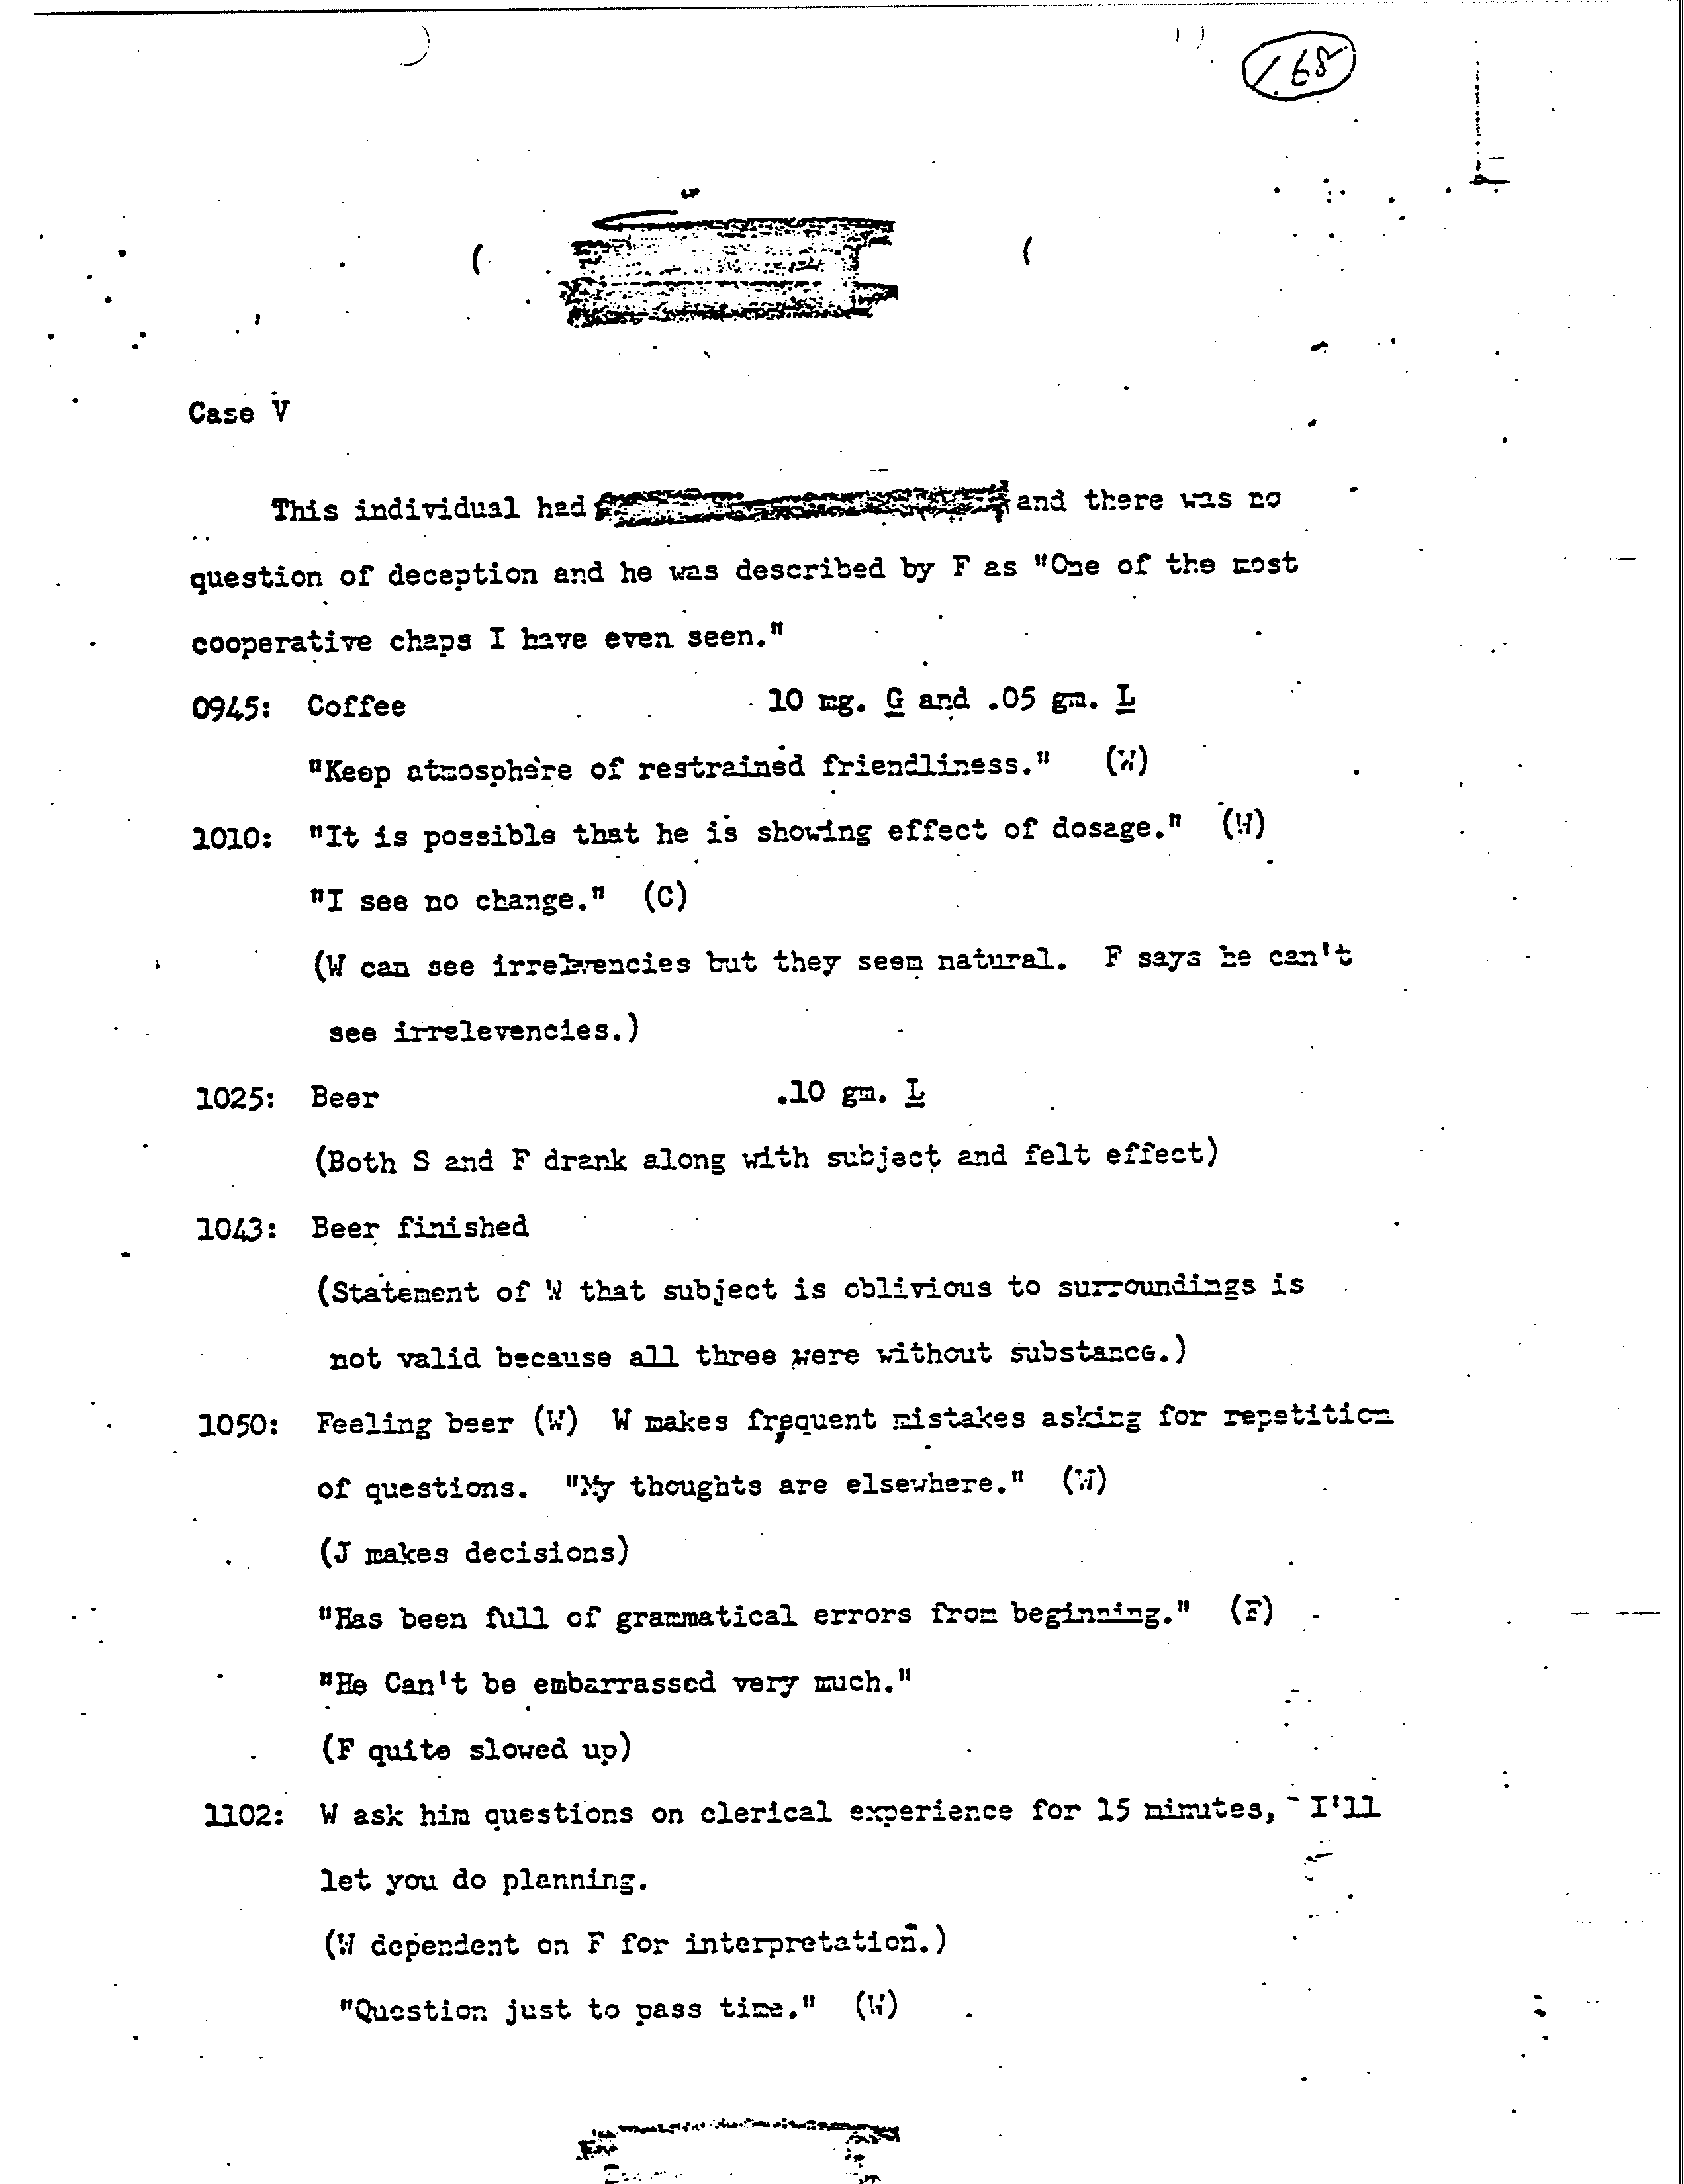 168
Case V
This individual had and there was no
question of deception and he was described by F as "One of the most
cooperative chaps I have even seen."
0945: Coffee 10 mg. G and .05 gm. L
"Keep atmosphere of restrained friendliness." (W)
1010: "It is possible that he is showing effect of dosage." (W)
"I see no change." (C)
(W can see irrelevencies but they seem natural. F says he can't
see irrelevencies.)
1025: Beer .10 gm. L
(Both S and F drank along with subject and felt effect)
1043: Beer finished
(Statement of W that subject is oblivious to surroundings is
not valid because all three were without substance.)
1050: Feeling beer (W) W makes frequent mistakes asking for repetition
of questions. "My thoughts are elsewhere." (W)
(J makes decisions)
"Has been full of grammatical errors from beginning." (F)
"He Can't be embarrassed very much."
(F quite slowed up)
1102: W ask him questions on clerical experience for 15 minutes, - I'll
let you do planning.
(W dependent on F for interpretation.)
"Question just to pass time." (W)